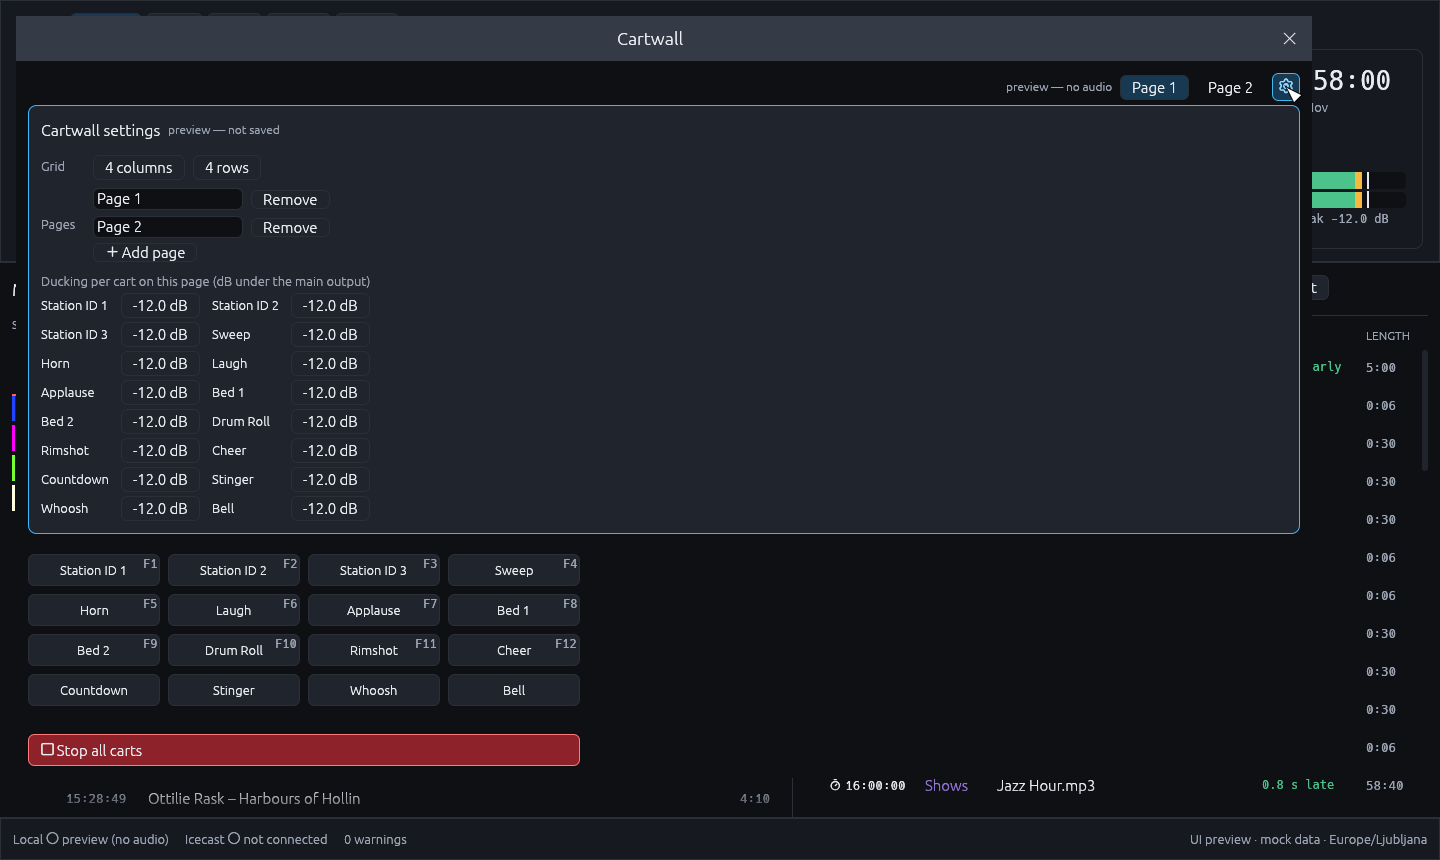 Cartwall
preview — no audio Page 1 Page 2
58:00
Cartwall settings preview — not saved
Grid 4 columns 4 rows
Page 1 Remove
Pages
Page 2 Remove
+ Add page
ak -12.0 dB
Ducking per cart on this page (dB under the main output)
Station ID 1 -12.0 dB Station ID 2 -12.0 dB
Station ID 3 -12.0 dB Sweep -12.0 dB
Horn -12.0 dB Laugh -12.0 dB
Applause -12.0 dB Bed 1 -12.0 dB
Bed 2 -12.0 dB Drum Roll -12.0 dB
Rimshot -12.0 dB Cheer -12.0 dB
Countdown -12.0 dB Stinger -12.0 dB
Whoosh -12.0 dB Bell -12.0 dB
LENGTH
arly 5:00
0:06
0:30
0:30
0:30
0:06
0:06
0:30
0:30
0:30
0:06
Station ID 1 F1 Station ID 2 F2 Station ID 3 F3 Sweep F4
Horn F5 Laugh F6 Applause F7 Bed 1 F8
Bed 2 F9 Drum Roll F10 Rimshot F11 Cheer F12
Countdown Stinger Whoosh Bell
Stop all carts
16:00:00 Shows Jazz Hour.mp3 0.8 s late 58:40
15:28:49 Ottilie Rask – Harbours of Hollin 4:10
Local preview (no audio) Icecast not connected 0 warnings
UI preview · mock data · Europe/Ljubljana